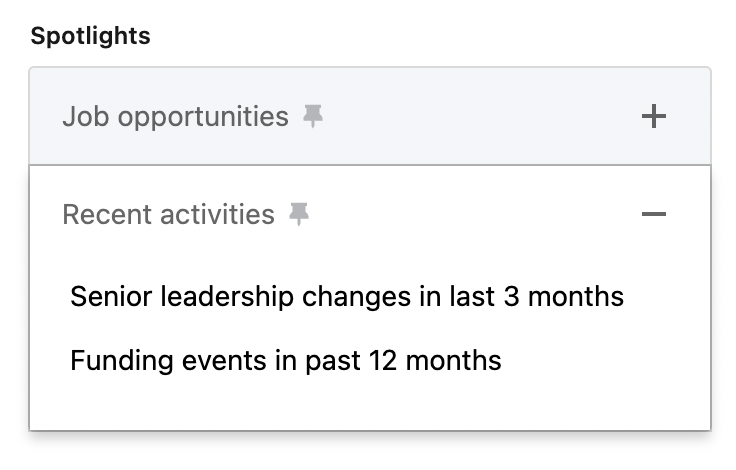 Spotlights
Job opportunities
Recent activities
Senior leadership changes in last 3 months
Funding events in past 12 months